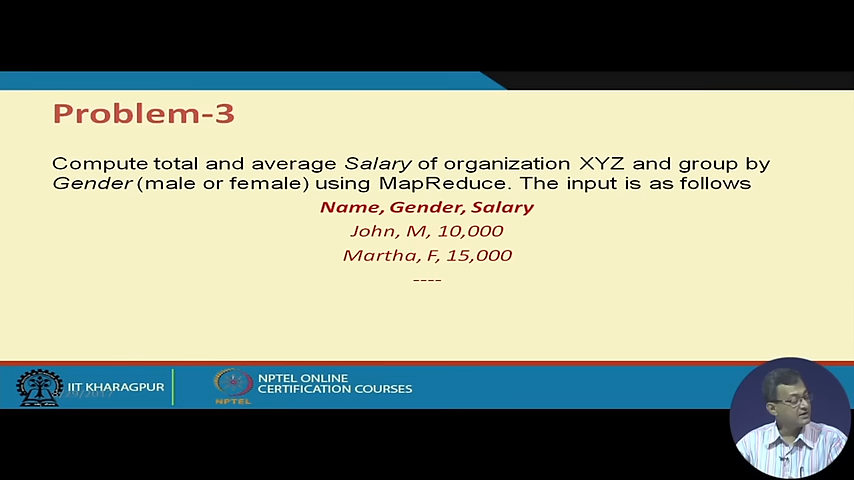 Problem-3
Compute total and average Salary of organization XYZ and group by
Gender (male or female) using MapReduce. The input is as follows
Name, Gender, Salary
John, M, 10,000
Martha, F, 15,000
----
IIT KHARAGPUR
NPTEL ONLINE
CERTIFICATION COURSES
NPTEL